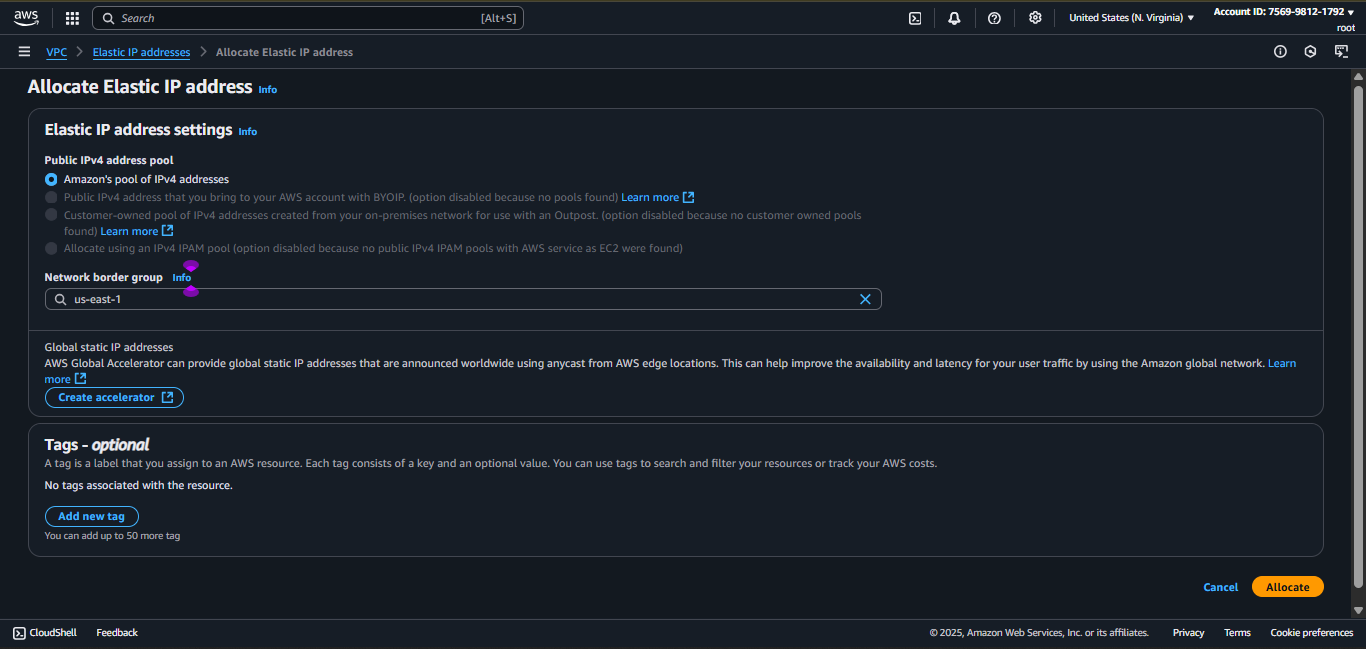 aws
Search [Alt+S]
United States (N. Virginia)
Account ID: 7569-9812-1792
root
VPC
Elastic IP addresses
Allocate Elastic IP address
Allocate Elastic IP address Info
Elastic IP address settings Info
Public IPv4 address pool
Amazon's pool of IPv4 addresses
Public IPv4 address that you bring to your AWS account with BYOIP. (option disabled because no pools found) Learn more
Customer-owned pool of IPv4 addresses created from your on-premises network for use with an Outpost. (option disabled because no customer owned pools
found) Learn more
Allocate using an IPv4 IPAM pool (option disabled because no public IPv4 IPAM pools with AWS service as EC2 were found)
Network border group Info
us-east-1
Global static IP addresses
AWS Global Accelerator can provide global static IP addresses that are announced worldwide using anycast from AWS edge locations. This can help improve the availability and latency for your user traffic by using the Amazon global network. Learn
more
Create accelerator
Tags - optional
A tag is a label that you assign to an AWS resource. Each tag consists of a key and an optional value. You can use tags to search and filter your resources or track your AWS costs.
No tags associated with the resource.
Add new tag
You can add up to 50 more tag
Cancel
Allocate
CloudShell
Feedback
© 2025, Amazon Web Services, Inc. or its affiliates.
Privacy
Terms
Cookie preferences